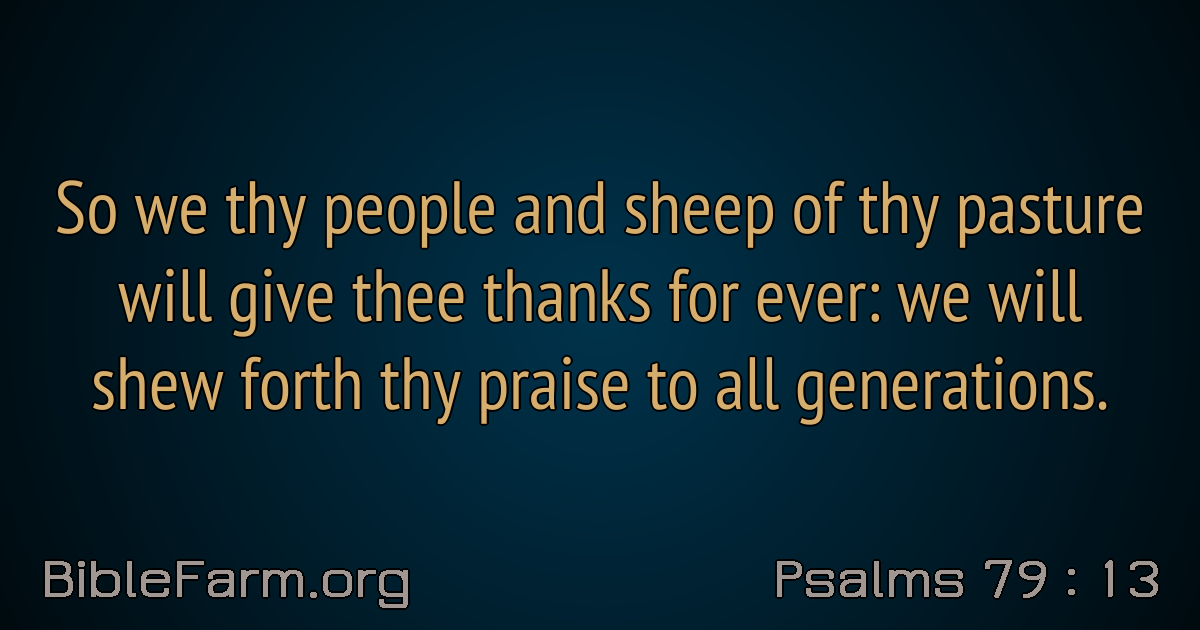 So we thy people and sheep of thy pasture
will give thee thanks for ever: we will
shew forth thy praise to all generations.
BibleFarm.org
Psalms 79 : 13